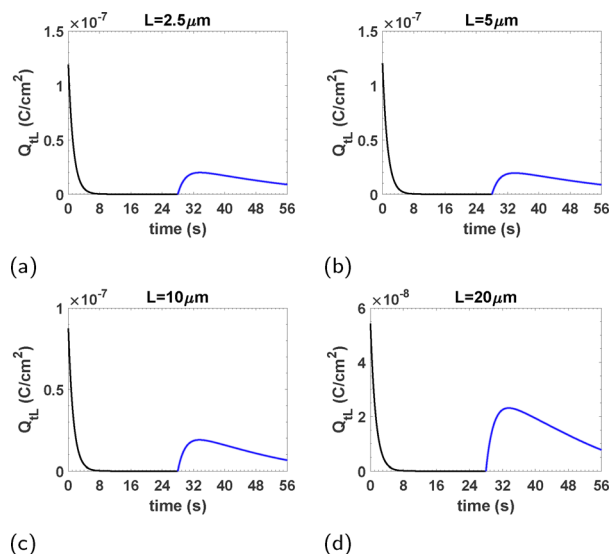 L=2.5μm
×10⁻⁷
Q_tL (C/cm²)
1.5
1
0.5
0
0 8 16 24 32 40 48 56
time (s)
(a)
L=5μm
×10⁻⁷
Q_tL (C/cm²)
1.5
1
0.5
0
0 8 16 24 32 40 48 56
time (s)
(b)
L=10μm
×10⁻⁷
Q_tL (C/cm²)
1
0.5
0
0 8 16 24 32 40 48 56
time (s)
(c)
L=20μm
×10⁻⁸
Q_tL (C/cm²)
6
4
2
0
0 8 16 24 32 40 48 56
time (s)
(d)